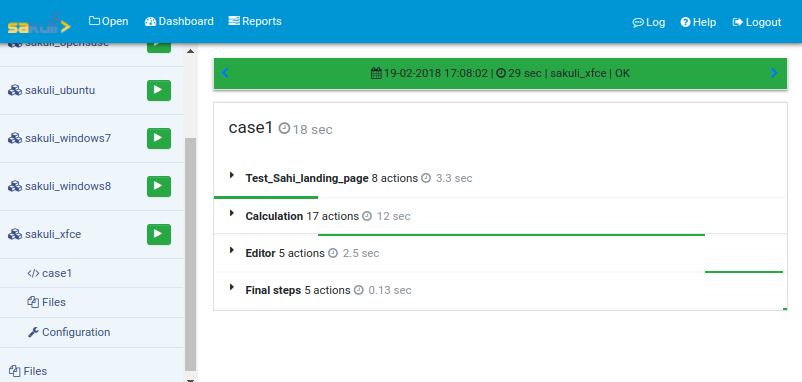 sakuli Open Dashboard Reports Log Help Logout
sakuli_opensuse
sakuli_ubuntu
sakuli_windows7
sakuli_windows8
sakuli_xfce
case1
Files
Configuration
Files
19-02-2018 17:08:02 | 29 sec | sakuli_xfce | OK
case1 18 sec
Test_Sahi_landing_page 8 actions 3.3 sec
Calculation 17 actions 12 sec
Editor 5 actions 2.5 sec
Final steps 5 actions 0.13 sec